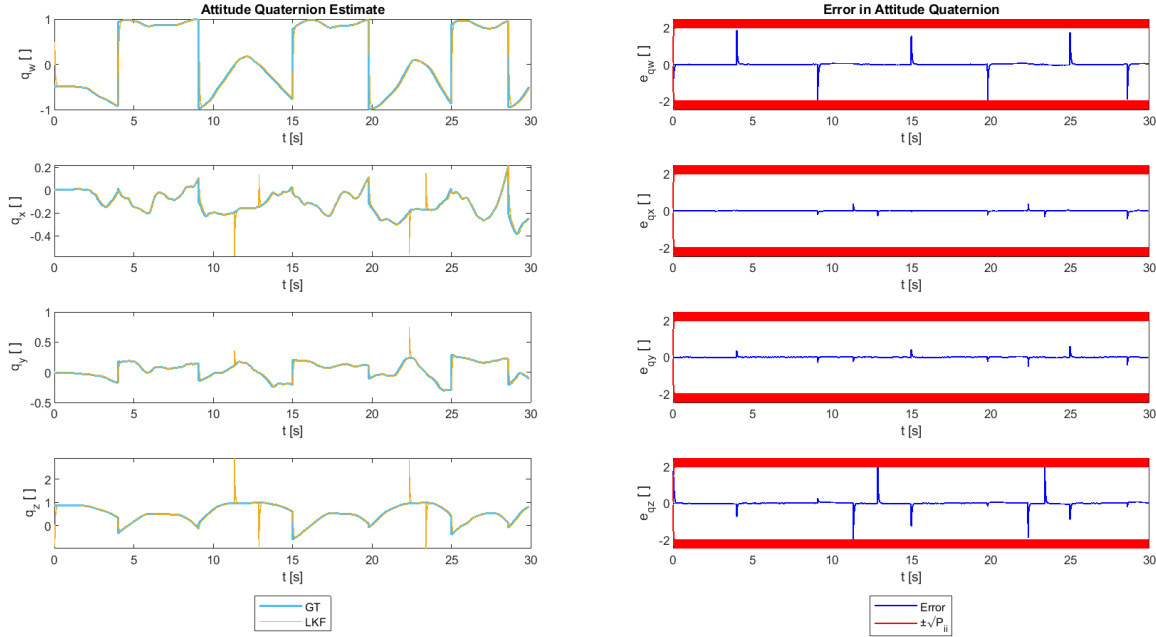 Attitude Quaternion Estimate
q_w [ ]
1
0
-1
0 5 10 15 20 25 30
t [s]
q_x [ ]
0.2
0
-0.2
-0.4
0 5 10 15 20 25 30
t [s]
q_y [ ]
1
0.5
0
-0.5
0 5 10 15 20 25 30
t [s]
q_z [ ]
2
1
0
0 5 10 15 20 25 30
t [s]
GT
LKF
Error in Attitude Quaternion
e_qw [ ]
2
0
-2
0 5 10 15 20 25 30
t [s]
e_qx [ ]
2
0
-2
0 5 10 15 20 25 30
t [s]
e_qy [ ]
2
0
-2
0 5 10 15 20 25 30
t [s]
e_qz [ ]
2
0
-2
0 5 10 15 20 25 30
t [s]
Error
±√P_ii